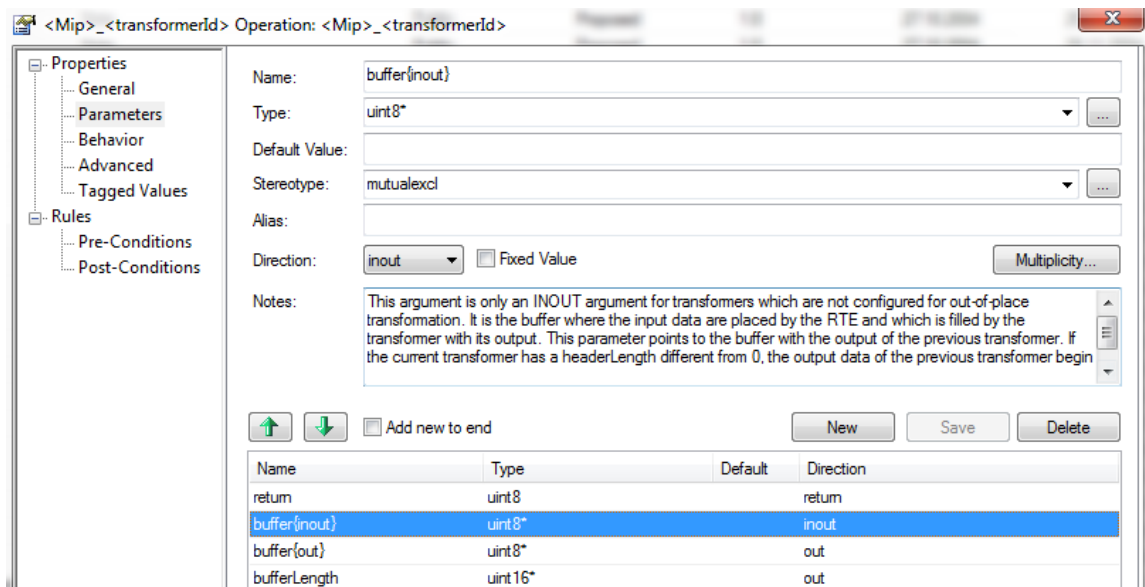 <Mip>_<transformerId> Operation: <Mip>_<transformerId>
Properties
General
Parameters
Behavior
Advanced
Tagged Values
Rules
Pre-Conditions
Post-Conditions
Name: buffer{inout}
Type: uint8* ...
Default Value:
Stereotype: mutualexcl ...
Alias:
Direction: inout Fixed Value Multiplicity...
Notes: This argument is only an INOUT argument for transformers which are not configured for out-of-place
transformation. It is the buffer where the input data are placed by the RTE and which is filled by the
transformer with its output. This parameter points to the buffer with the output of the previous transformer. If
the current transformer has a headerLength different from 0, the output data of the previous transformer begin
Add new to end New Save Delete
Name Type Default Direction
return uint8 return
buffer{inout} uint8* inout
buffer{out} uint8* out
bufferLength uint16* out